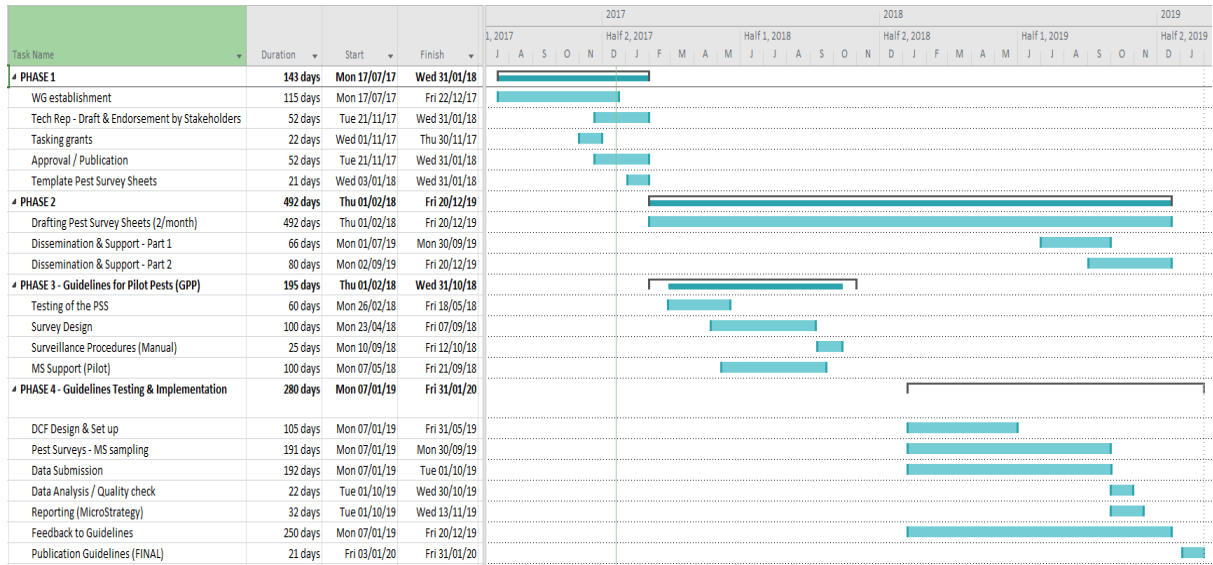 2017 2018 2019
1, 2017 Half 2, 2017 Half 1, 2018 Half 2, 2018 Half 1, 2019 Half 2, 2019
Task Name Duration Start Finish J A S O N D J F M A M J J A S O N D J F M A M J J A S O N D J
PHASE 1 143 days Mon 17/07/17 Wed 31/01/18
WG establishment 115 days Mon 17/07/17 Fri 22/12/17
Tech Rep - Draft & Endorsement by Stakeholders 52 days Tue 21/11/17 Wed 31/01/18
Tasking grants 22 days Wed 01/11/17 Thu 30/11/17
Approval / Publication 52 days Tue 21/11/17 Wed 31/01/18
Template Pest Survey Sheets 21 days Wed 03/01/18 Wed 31/01/18
PHASE 2 492 days Thu 01/02/18 Fri 20/12/19
Drafting Pest Survey Sheets (2/month) 492 days Thu 01/02/18 Fri 20/12/19
Dissemination & Support - Part 1 66 days Mon 01/07/19 Mon 30/09/19
Dissemination & Support - Part 2 80 days Mon 02/09/19 Fri 20/12/19
PHASE 3 - Guidelines for Pilot Pests (GPP) 195 days Thu 01/02/18 Wed 31/10/18
Testing of the PSS 60 days Mon 26/02/18 Fri 18/05/18
Survey Design 100 days Mon 23/04/18 Fri 07/09/18
Surveillance Procedures (Manual) 25 days Mon 10/09/18 Fri 12/10/18
MS Support (Pilot) 100 days Mon 07/05/18 Fri 21/09/18
PHASE 4 - Guidelines Testing & Implementation 280 days Mon 07/01/19 Fri 31/01/20
DCF Design & Set up 105 days Mon 07/01/19 Fri 31/05/19
Pest Surveys - MS sampling 191 days Mon 07/01/19 Mon 30/09/19
Data Submission 192 days Mon 07/01/19 Tue 01/10/19
Data Analysis / Quality check 22 days Tue 01/10/19 Wed 30/10/19
Reporting (MicroStrategy) 32 days Tue 01/10/19 Wed 13/11/19
Feedback to Guidelines 250 days Mon 07/01/19 Fri 20/12/19
Publication Guidelines (FINAL) 21 days Fri 03/01/20 Fri 31/01/20